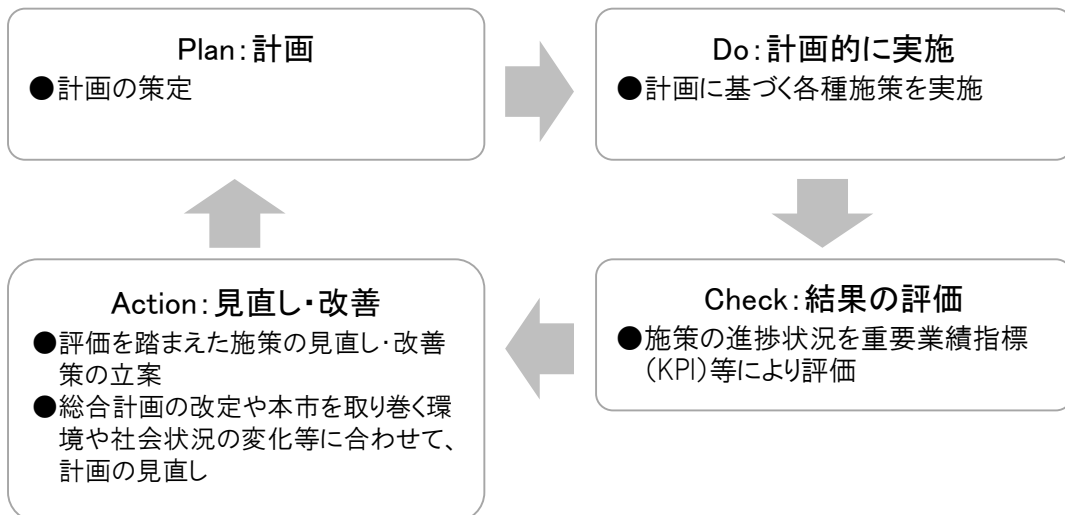 Plan：計画
●計画の策定
Do：計画的に実施
●計画に基づく各種施策を実施
Check：結果の評価
●施策の進捗状況を重要業績指標
（KPI）等により評価
Action：見直し・改善
●評価を踏まえた施策の見直し・改善
策の立案
●総合計画の改定や本市を取り巻く環
境や社会状況の変化等に合わせて、
計画の見直し